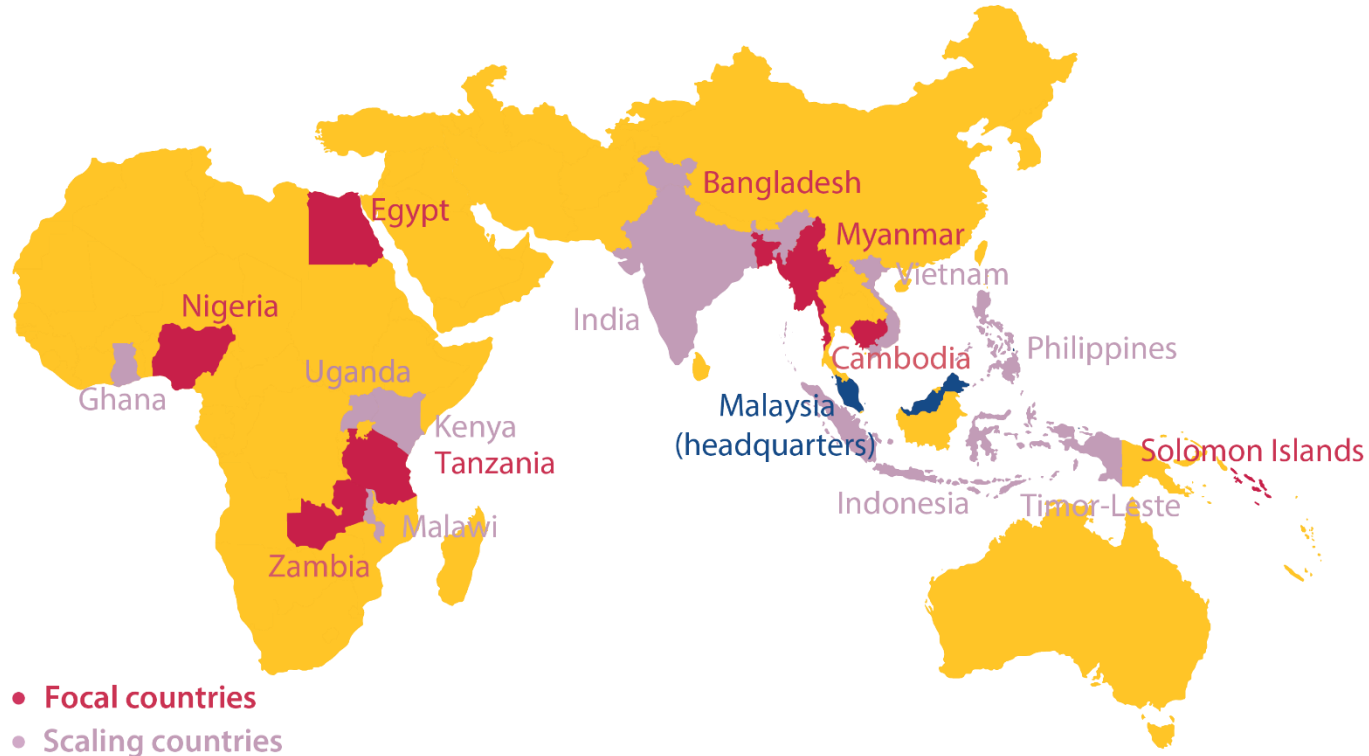 Bangladesh
Egypt
Myanmar
Vietnam
Nigeria
India
Philippines
Uganda
Cambodia
Ghana
Malaysia
(headquarters)
Kenya
Tanzania
Solomon Islands
Indonesia
Timor-Leste
Malawi
Zambia
• Focal countries
• Scaling countries